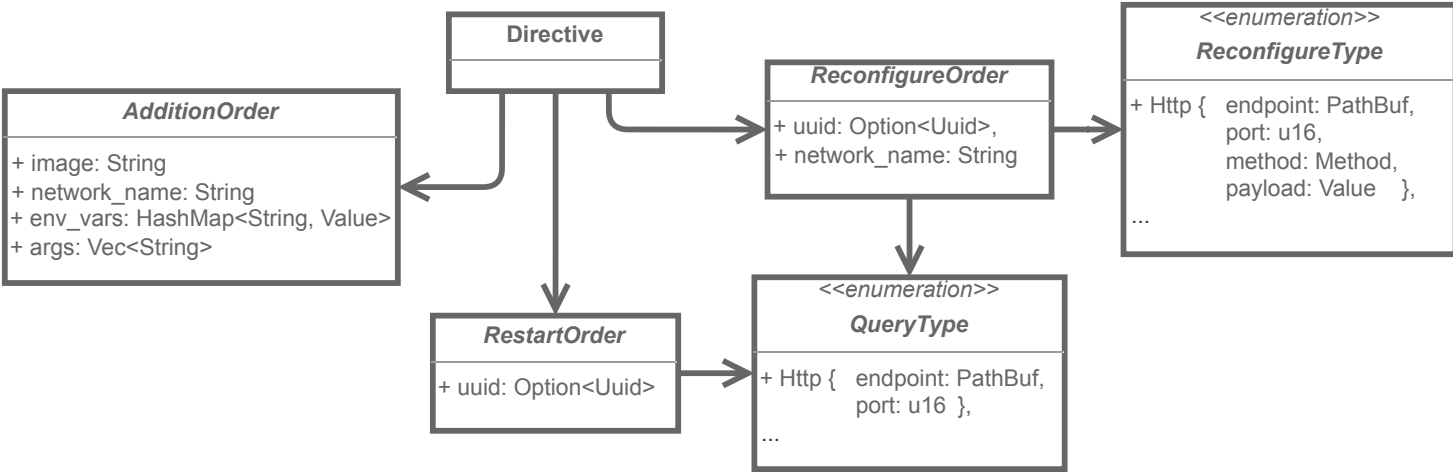 Directive
AdditionOrder
+ image: String
+ network_name: String
+ env_vars: HashMap<String, Value>
+ args: Vec<String>
ReconfigureOrder
+ uuid: Option<Uuid>,
+ network_name: String
<<enumeration>>
ReconfigureType
+ Http { endpoint: PathBuf,
port: u16,
method: Method,
payload: Value },
...
RestartOrder
+ uuid: Option<Uuid>
<<enumeration>>
QueryType
+ Http { endpoint: PathBuf,
port: u16 },
...